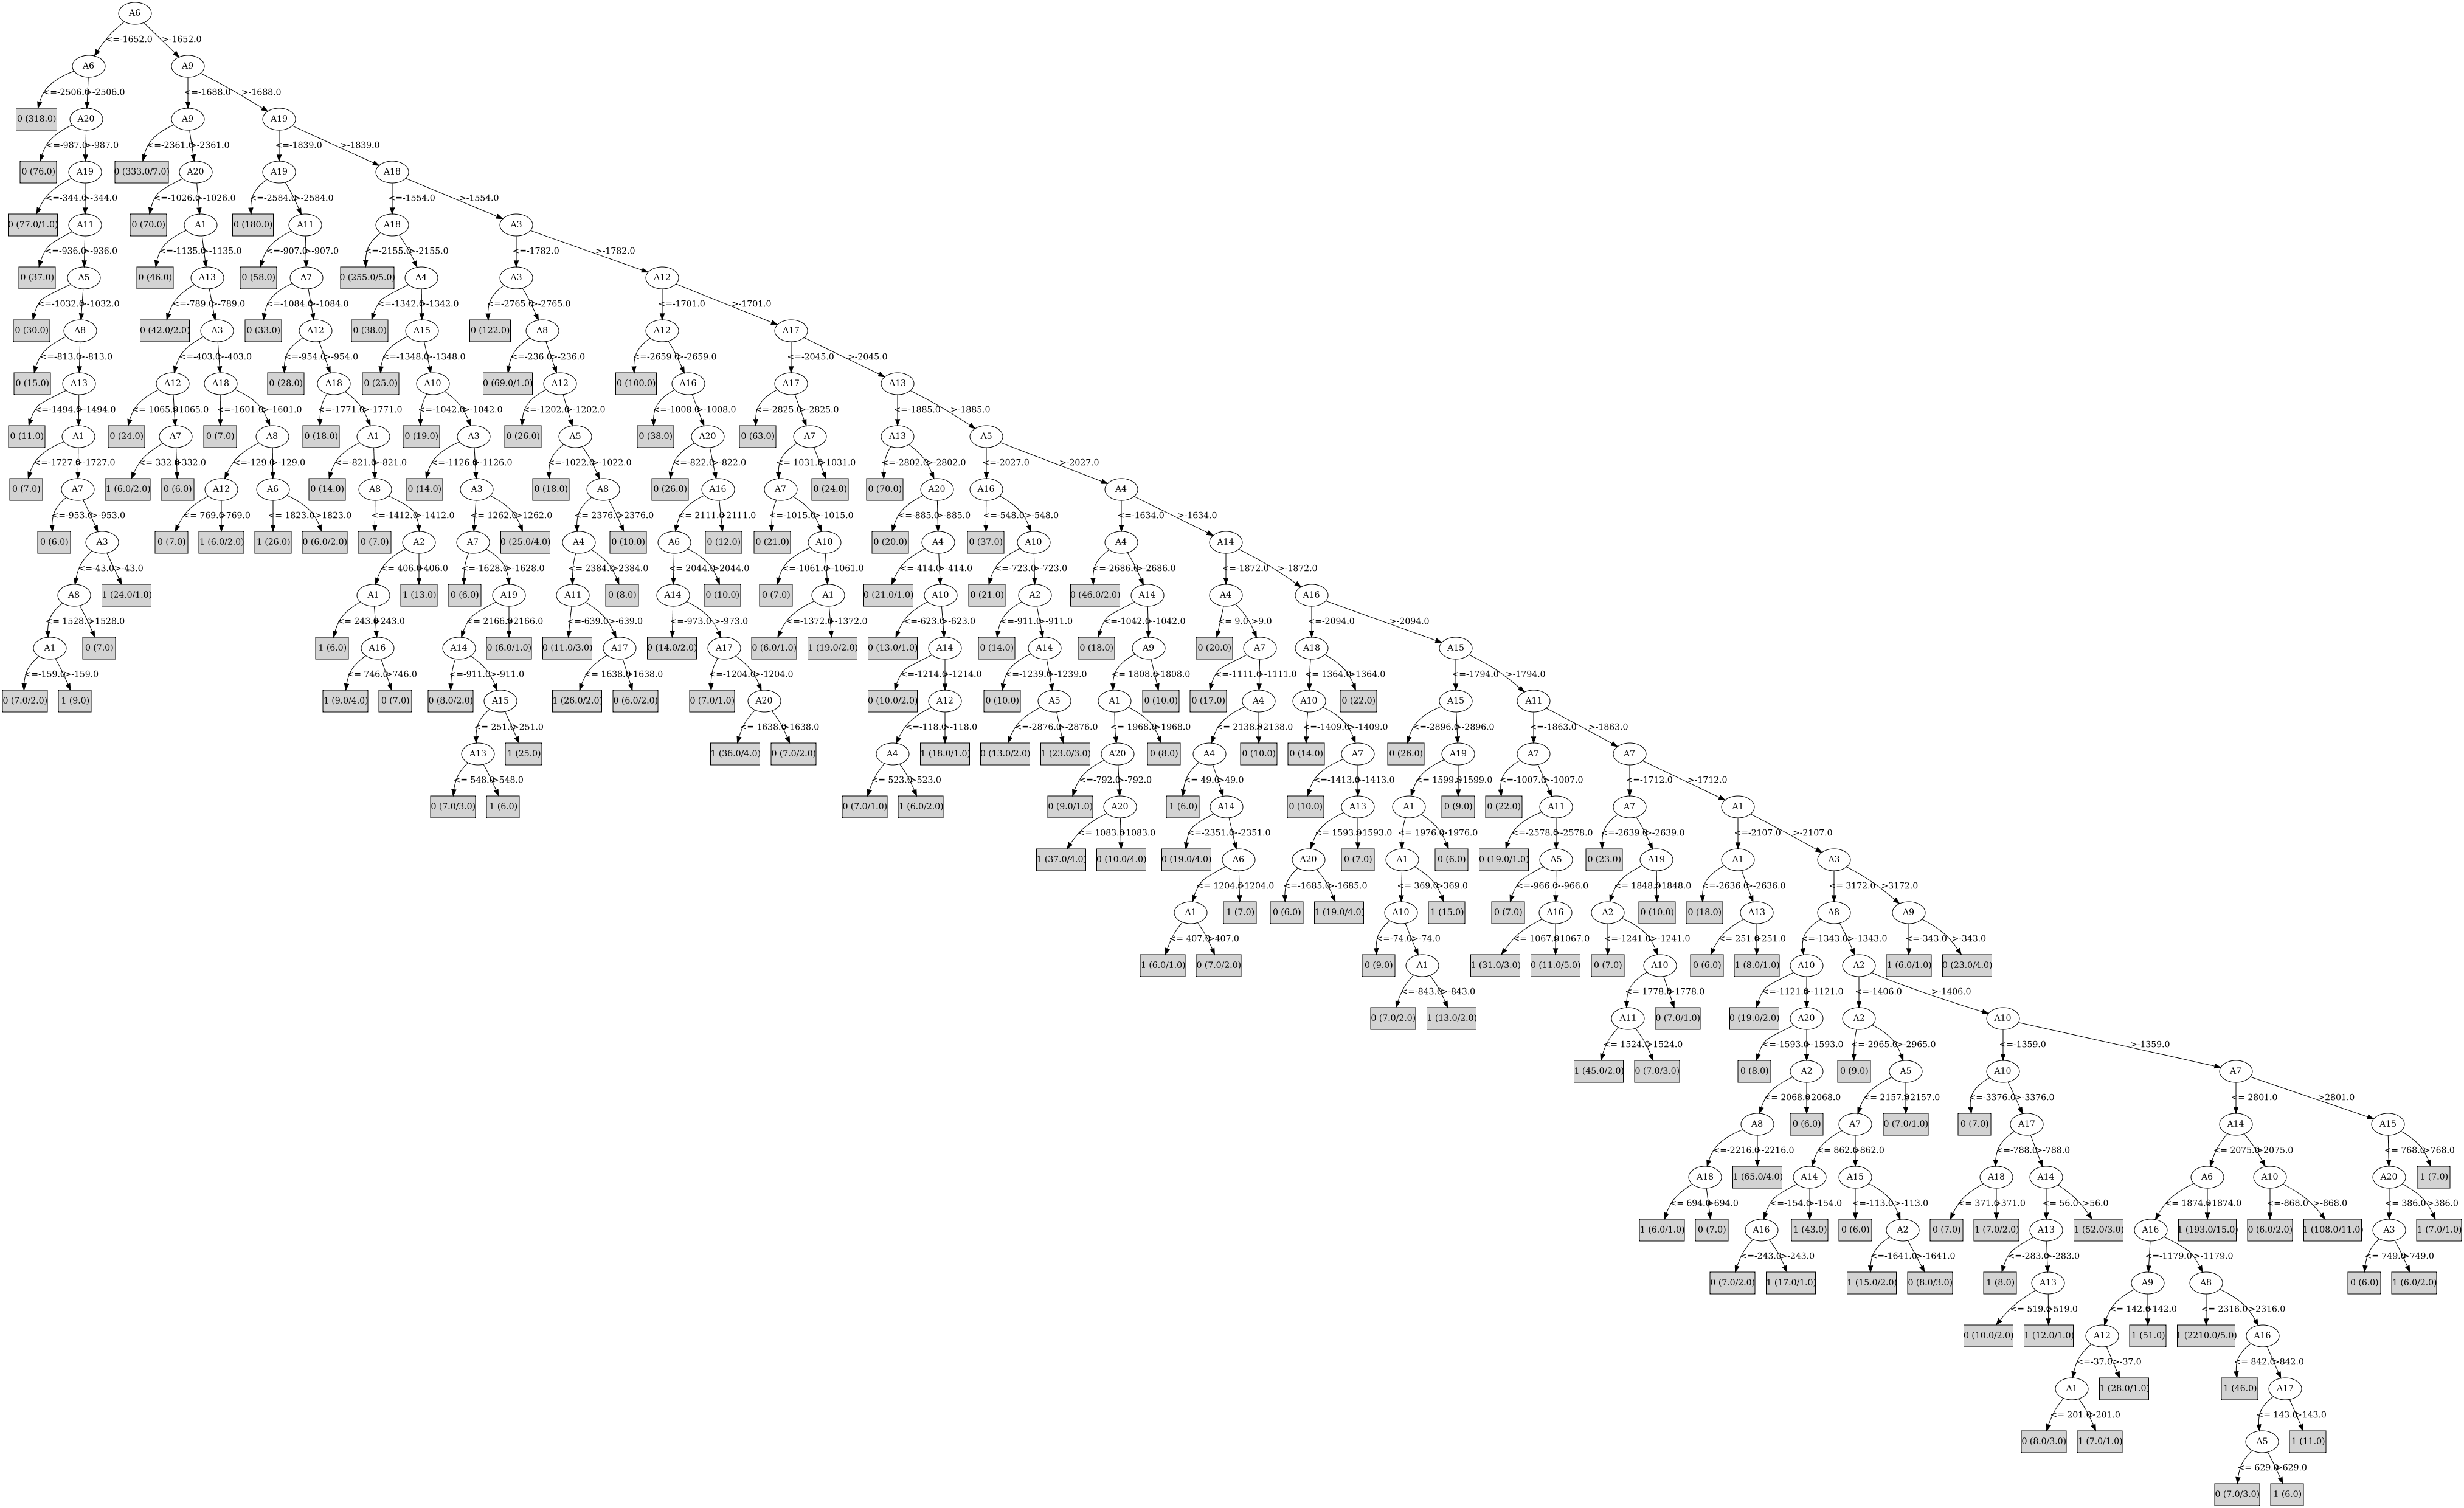 A6
<=-1652.0 >-1652.0
A6 A9
<=-2506.0 >-2506.0 <=-1688.0 >-1688.0
0 (318.0) A20 A9 A19
<=-987.0 >-987.0 <=-2361.0 >-2361.0 <=-1839.0 >-1839.0
0 (76.0) A19 0 (333.0/7.0) A20 A19 A18
<=-344.0 >-344.0 <=-1026.0 >-1026.0 <=-2584.0 >-2584.0 <=-1554.0 >-1554.0
0 (77.0/1.0) A11 0 (70.0) A1 0 (180.0) A11 A18 A3
<=-936.0 >-936.0 <=-1135.0 >-1135.0 <=-907.0 >-907.0 <=-2155.0 >-2155.0 <=-1782.0 >-1782.0
0 (37.0) A5 0 (46.0) A13 0 (58.0) A7 0 (255.0/5.0) A4 A3 A12
<=-1032.0 >-1032.0 <=-789.0 >-789.0 <=-1084.0 >-1084.0 <=-1342.0 >-1342.0 <=-2765.0 >-2765.0 <=-1701.0 >-1701.0
0 (30.0) A8 0 (42.0/2.0) A3 0 (33.0) A12 0 (38.0) A15 0 (122.0) A8 A12 A17
<=-813.0 >-813.0 <=-403.0 >-403.0 <=-954.0 >-954.0 <=-1348.0 >-1348.0 <=-236.0 >-236.0 <=-2659.0 >-2659.0 <=-2045.0 >-2045.0
0 (15.0) A13 A12 A18 0 (28.0) A18 0 (25.0) A10 0 (69.0/1.0) A12 0 (100.0) A16 A17 A13
<=-1494.0 >-1494.0 <= 1065.0 >1065.0 <=-1601.0 >-1601.0 <=-1771.0 >-1771.0 <=-1042.0 >-1042.0 <=-1202.0 >-1202.0 <=-1008.0 >-1008.0 <=-2825.0 >-2825.0 <=-1885.0 >-1885.0
0 (11.0) A1 0 (24.0) A7 0 (7.0) A8 0 (18.0) A1 0 (19.0) A3 0 (26.0) A5 0 (38.0) A20 0 (63.0) A7 A13 A5
<=-1727.0 >-1727.0 <= 332.0 >332.0 <=-129.0 >-129.0 <=-821.0 >-821.0 <=-1126.0 >-1126.0 <=-1022.0 >-1022.0 <=-822.0 >-822.0 <= 1031.0 >1031.0 <=-2802.0 >-2802.0 <=-2027.0 >-2027.0
0 (7.0) A7 1 (6.0/2.0) 0 (6.0) A12 A6 0 (14.0) A8 0 (14.0) A3 0 (18.0) A8 0 (26.0) A16 A7 0 (24.0) 0 (70.0) A20 A16 A4
<=-953.0 >-953.0 <= 769.0 >769.0 <= 1823.0 >1823.0 <=-1412.0 >-1412.0 <= 1262.0 >1262.0 <= 2376.0 >2376.0 <= 2111.0 >2111.0 <=-1015.0 >-1015.0 <=-885.0 >-885.0 <=-548.0 >-548.0 <=-1634.0 >-1634.0
0 (6.0) A3 0 (7.0) 1 (6.0/2.0) 1 (26.0) 0 (6.0/2.0) 0 (7.0) A2 A7 0 (25.0/4.0) A4 0 (10.0) A6 0 (12.0) 0 (21.0) A10 0 (20.0) A4 0 (37.0) A10 A4 A14
<=-43.0 >-43.0 <= 406.0 >406.0 <=-1628.0 >-1628.0 <= 2384.0 >2384.0 <= 2044.0 >2044.0 <=-1061.0 >-1061.0 <=-414.0 >-414.0 <=-723.0 >-723.0 <=-2686.0 >-2686.0 <=-1872.0 >-1872.0
A8 1 (24.0/1.0) A1 1 (13.0) 0 (6.0) A19 A11 0 (8.0) A14 0 (10.0) 0 (7.0) A1 0 (21.0/1.0) A10 0 (21.0) A2 0 (46.0/2.0) A14 A4 A16
<= 1528.0 >1528.0 <= 243.0 >243.0 <= 2166.0 >2166.0 <=-639.0 >-639.0 <=-973.0 >-973.0 <=-1372.0 >-1372.0 <=-623.0 >-623.0 <=-911.0 >-911.0 <=-1042.0 >-1042.0 <= 9.0 >9.0 <=-2094.0 >-2094.0
A1 0 (7.0) 1 (6.0) A16 A14 0 (6.0/1.0) 0 (11.0/3.0) A17 0 (14.0/2.0) A17 0 (6.0/1.0) 1 (19.0/2.0) 0 (13.0/1.0) A14 0 (14.0) A14 0 (18.0) A9 0 (20.0) A7 A18 A15
<=-159.0 >-159.0 <= 746.0 >746.0 <=-911.0 >-911.0 <= 1638.0 >1638.0 <=-1204.0 >-1204.0 <=-1214.0 >-1214.0 <=-1239.0 >-1239.0 <= 1808.0 >1808.0 <=-1111.0 >-1111.0 <= 1364.0 >1364.0 <=-1794.0 >-1794.0
0 (7.0/2.0) 1 (9.0) 1 (9.0/4.0) 0 (7.0) 0 (8.0/2.0) A15 1 (26.0/2.0) 0 (6.0/2.0) 0 (7.0/1.0) A20 0 (10.0/2.0) A12 0 (10.0) A5 A1 0 (10.0) 0 (17.0) A4 A10 0 (22.0) A15 A11
<= 251.0 >251.0 <= 1638.0 >1638.0 <=-118.0 >-118.0 <=-2876.0 >-2876.0 <= 1968.0 >1968.0 <= 2138.0 >2138.0 <=-1409.0 >-1409.0 <=-2896.0 >-2896.0 <=-1863.0 >-1863.0
A13 1 (25.0) 1 (36.0/4.0) 0 (7.0/2.0) A4 1 (18.0/1.0) 0 (13.0/2.0) 1 (23.0/3.0) A20 0 (8.0) A4 0 (10.0) 0 (14.0) A7 0 (26.0) A19 A7 A7
<= 548.0 >548.0 <= 523.0 >523.0 <=-792.0 >-792.0 <= 49.0 >49.0 <=-1413.0 >-1413.0 <= 1599.0 >1599.0 <=-1007.0 >-1007.0 <=-1712.0 >-1712.0
0 (7.0/3.0) 1 (6.0) 0 (7.0/1.0) 1 (6.0/2.0) 0 (9.0/1.0) A20 1 (6.0) A14 0 (10.0) A13 A1 0 (9.0) 0 (22.0) A11 A7 A1
<= 1083.0 >1083.0 <=-2351.0 >-2351.0 <= 1593.0 >1593.0 <= 1976.0 >1976.0 <=-2578.0 >-2578.0 <=-2639.0 >-2639.0 <=-2107.0 >-2107.0
1 (37.0/4.0) 0 (10.0/4.0) 0 (19.0/4.0) A6 A20 0 (7.0) A1 0 (6.0) 0 (19.0/1.0) A5 0 (23.0) A19 A1 A3
<= 1204.0 >1204.0 <=-1685.0 >-1685.0 <= 369.0 >369.0 <=-966.0 >-966.0 <= 1848.0 >1848.0 <=-2636.0 >-2636.0 <= 3172.0 >3172.0
A1 1 (7.0) 0 (6.0) 1 (19.0/4.0) A10 1 (15.0) 0 (7.0) A16 A2 0 (10.0) 0 (18.0) A13 A8 A9
<= 407.0 >407.0 <=-74.0 >-74.0 <= 1067.0 >1067.0 <=-1241.0 >-1241.0 <= 251.0 >251.0 <=-1343.0 >-1343.0 <=-343.0 >-343.0
1 (6.0/1.0) 0 (7.0/2.0) 0 (9.0) A1 1 (31.0/3.0) 0 (11.0/5.0) 0 (7.0) A10 0 (6.0) 1 (8.0/1.0) A10 A2 1 (6.0/1.0) 0 (23.0/4.0)
<=-843.0 >-843.0 <= 1778.0 >1778.0 <=-1121.0 >-1121.0 <=-1406.0 >-1406.0
0 (7.0/2.0) 1 (13.0/2.0) A11 0 (7.0/1.0) 0 (19.0/2.0) A20 A2 A10
<= 1524.0 >1524.0 <=-1593.0 >-1593.0 <=-2965.0 >-2965.0 <=-1359.0 >-1359.0
1 (45.0/2.0) 0 (7.0/3.0) 0 (8.0) A2 0 (9.0) A5 A10 A7
<= 2068.0 >2068.0 <= 2157.0 >2157.0 <=-3376.0 >-3376.0 <= 2801.0 >2801.0
A8 0 (6.0) A7 0 (7.0/1.0) 0 (7.0) A17 A14 A15
<=-2216.0 >-2216.0 <= 862.0 >862.0 <=-788.0 >-788.0 <= 2075.0 >2075.0 <= 768.0 >768.0
A18 1 (65.0/4.0) A14 A15 A18 A14 A6 A10 A20 1 (7.0)
<= 694.0 >694.0 <=-154.0 >-154.0 <=-113.0 >-113.0 <= 371.0 >371.0 <= 56.0 >56.0 <= 1874.0 >1874.0 <=-868.0 >-868.0 <= 386.0 >386.0
1 (6.0/1.0) 0 (7.0) A16 1 (43.0) 0 (6.0) A2 0 (7.0) 1 (7.0/2.0) A13 1 (52.0/3.0) A16 1 (193.0/15.0) 0 (6.0/2.0) 1 (108.0/11.0) A3 1 (7.0/1.0)
<=-243.0 >-243.0 <=-1641.0 >-1641.0 <=-283.0 >-283.0 <=-1179.0 >-1179.0 <= 749.0 >749.0
0 (7.0/2.0) 1 (17.0/1.0) 1 (15.0/2.0) 0 (8.0/3.0) 1 (8.0) A13 A9 A8 0 (6.0) 1 (6.0/2.0)
<= 519.0 >519.0 <= 142.0 >142.0 <= 2316.0 >2316.0
0 (10.0/2.0) 1 (12.0/1.0) A12 1 (51.0) 1 (2210.0/5.0) A16
<=-37.0 >-37.0 <= 842.0 >842.0
A1 1 (28.0/1.0) 1 (46.0) A17
<= 201.0 >201.0 <= 143.0 >143.0
0 (8.0/3.0) 1 (7.0/1.0) A5 1 (11.0)
<= 629.0 >629.0
0 (7.0/3.0) 1 (6.0)